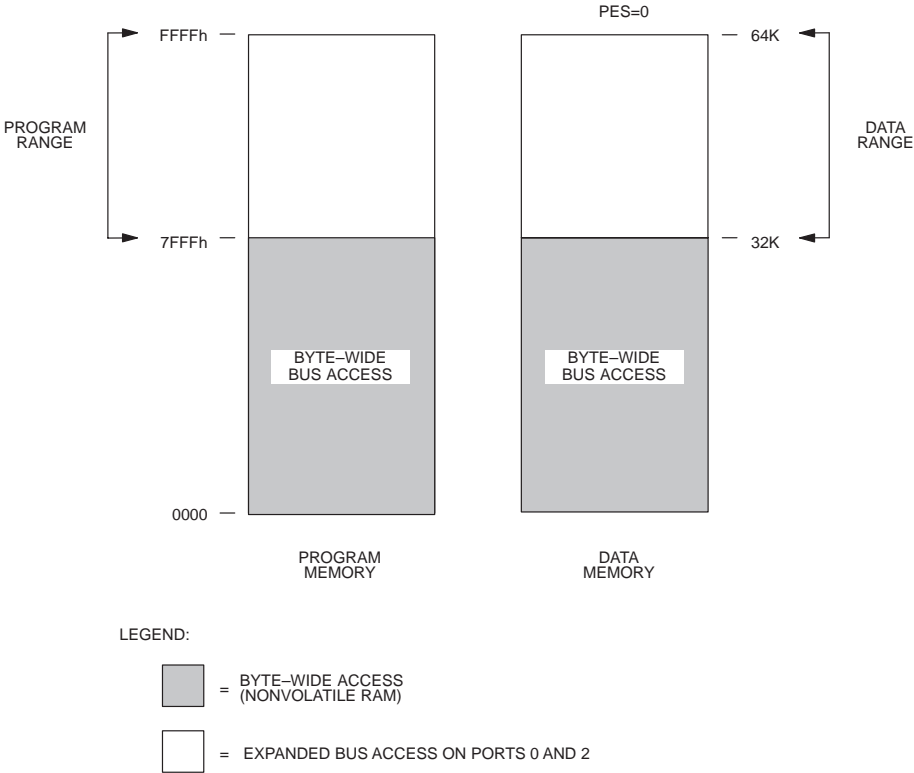 PES=0
FFFFh
64K
PROGRAM
RANGE
DATA
RANGE
7FFFh
32K
BYTE–WIDE
BUS ACCESS
BYTE–WIDE
BUS ACCESS
0000
PROGRAM
MEMORY
DATA
MEMORY
LEGEND:
= BYTE–WIDE ACCESS
(NONVOLATILE RAM)
= EXPANDED BUS ACCESS ON PORTS 0 AND 2